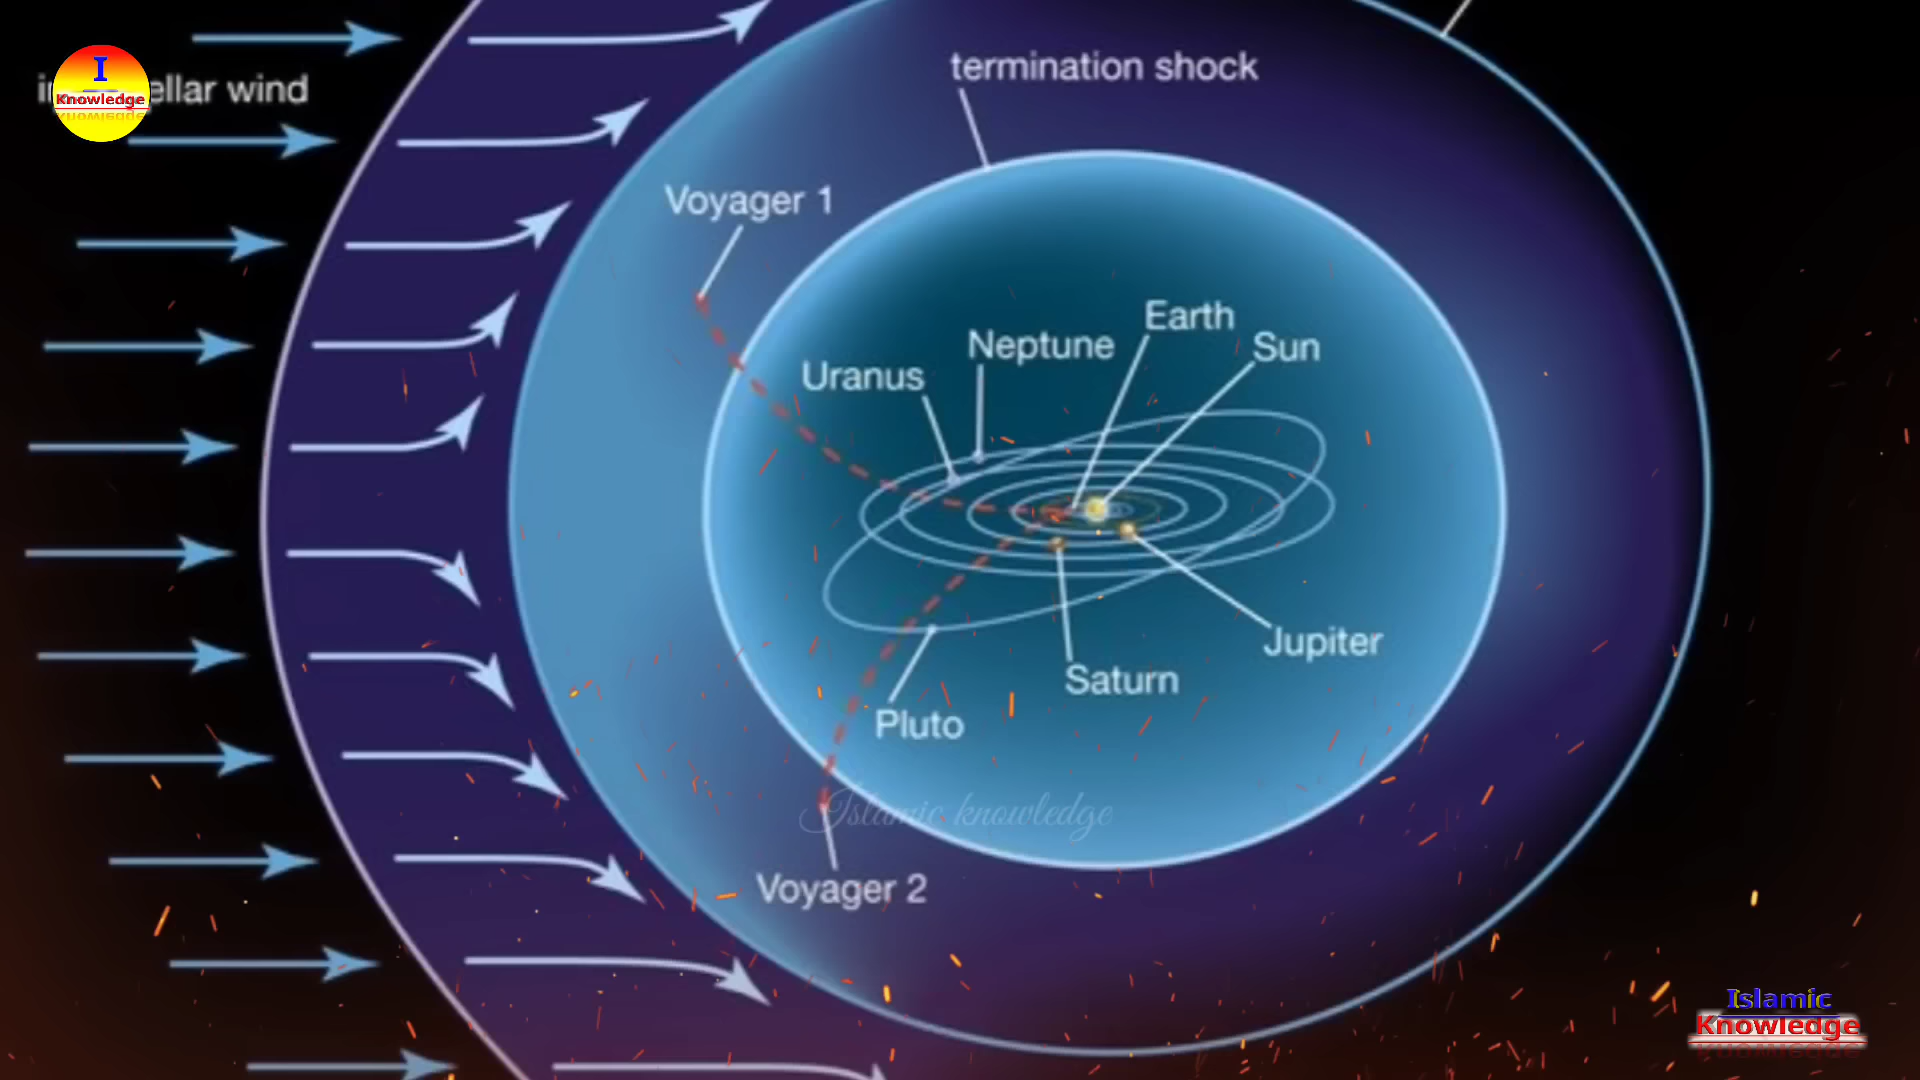 I
Knowledge
ellar wind
termination shock
Voyager 1
Earth
Neptune
Sun
Uranus
Jupiter
Saturn
Pluto
Islamic knowledge
Voyager 2
Islamic
Knowledge